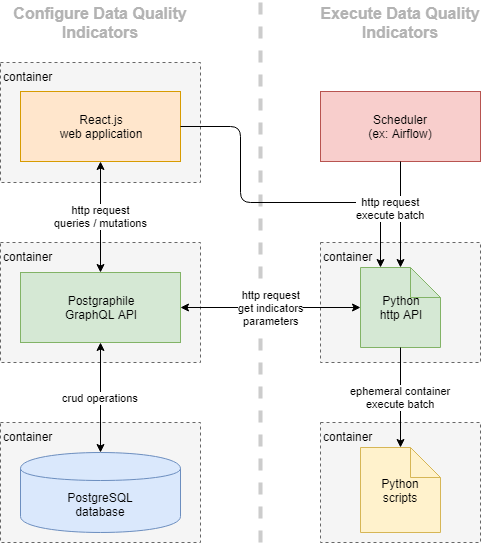 Configure Data Quality
Indicators
Execute Data Quality
Indicators
container
React.js
web application
Scheduler
(ex: Airflow)
http request
queries / mutations
http request
execute batch
container
Postgraphile
GraphQL API
http request
get indicators
parameters
container
Python
http API
crud operations
ephemeral container
execute batch
container
PostgreSQL
database
container
Python
scripts